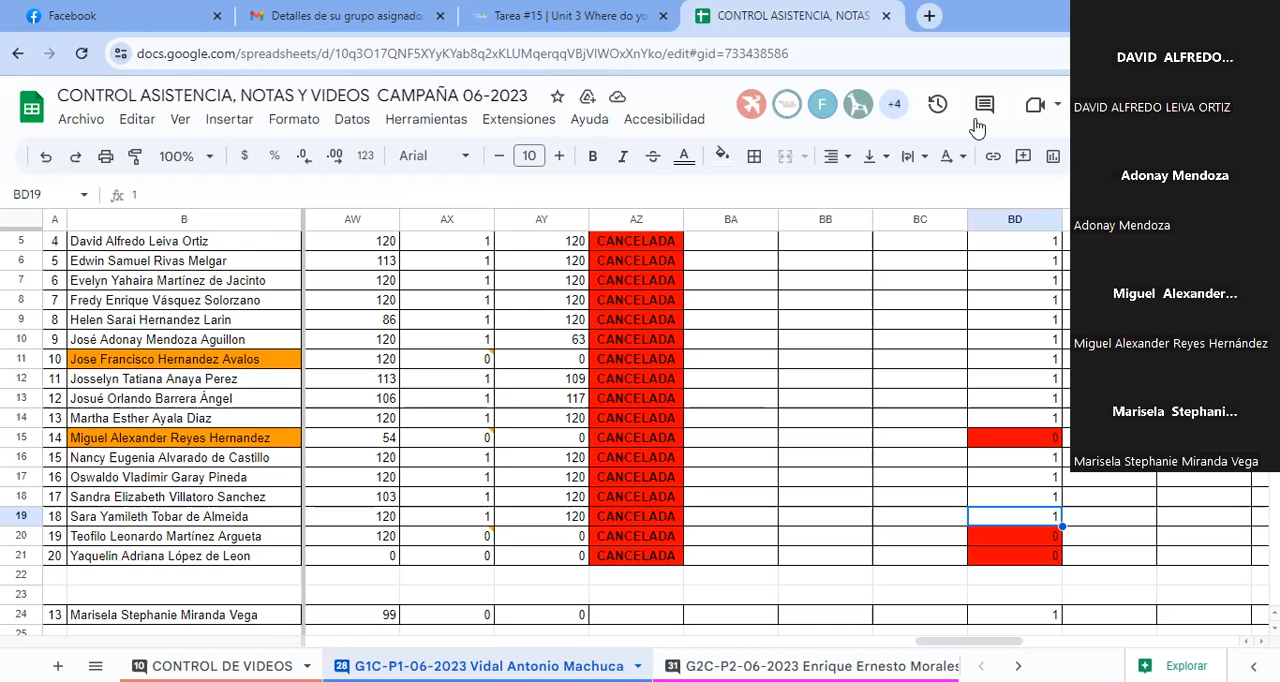 Facebook Detalles de su grupo asignado Tarea #15 | Unit 3 Where do yo CONTROL ASISTENCIA, NOTAS
docs.google.com/spreadsheets/d/10q3O17QNF5XYyKYab8q2xKLUMqerqqVBjVIWOxXnYko/edit#gid=733438586
CONTROL ASISTENCIA, NOTAS Y VIDEOS CAMPAÑA 06-2023
F +4
Archivo Editar Ver Insertar Formato Datos Herramientas Extensiones Ayuda Accesibilidad
100% $ % .0 .00 123 Arial 10 B I A
BD19 fx 1
A B AW AX AY AZ BA BB BC BD
5 4 David Alfredo Leiva Ortiz 120 1 120 CANCELADA 1
6 5 Edwin Samuel Rivas Melgar 113 1 120 CANCELADA 1
7 6 Evelyn Yahaira Martínez de Jacinto 120 1 120 CANCELADA 1
8 7 Fredy Enrique Vásquez Solorzano 120 1 120 CANCELADA 1
9 8 Helen Sarai Hernandez Larin 86 1 120 CANCELADA 1
10 9 José Adonay Mendoza Aguillon 120 1 63 CANCELADA 1
11 10 Jose Francisco Hernandez Avalos 120 0 0 CANCELADA 1
12 11 Josselyn Tatiana Anaya Perez 113 1 109 CANCELADA 1
13 12 Josué Orlando Barrera Ángel 106 1 117 CANCELADA 1
14 13 Martha Esther Ayala Diaz 120 1 120 CANCELADA 1
15 14 Miguel Alexander Reyes Hernandez 54 0 0 CANCELADA 0
16 15 Nancy Eugenia Alvarado de Castillo 120 1 120 CANCELADA 1
17 16 Oswaldo Vladimir Garay Pineda 120 1 120 CANCELADA 1
18 17 Sandra Elizabeth Villatoro Sanchez 103 1 120 CANCELADA 1
19 18 Sara Yamileth Tobar de Almeida 120 1 120 CANCELADA 1
20 19 Teofilo Leonardo Martínez Argueta 120 0 0 CANCELADA 0
21 20 Yaquelin Adriana López de Leon 0 0 0 CANCELADA 0
22
23
24 13 Marisela Stephanie Miranda Vega 99 0 0 1
25
10 CONTROL DE VIDEOS 28 G1C-P1-06-2023 Vidal Antonio Machuca 31 G2C-P2-06-2023 Enrique Ernesto Morales Explorar
DAVID ALFREDO...
DAVID ALFREDO LEIVA ORTIZ
Adonay Mendoza
Adonay Mendoza
Miguel Alexander...
Miguel Alexander Reyes Hernández
Marisela Stephani...
Marisela Stephanie Miranda Vega